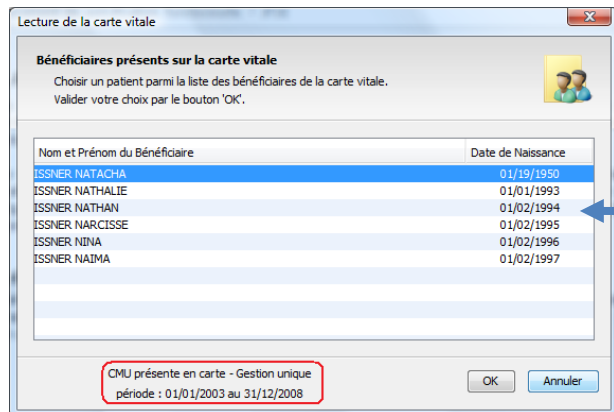 Lecture de la carte vitale
Bénéficiaires présents sur la carte vitale
Choisir un patient parmi la liste des bénéficiaires de la carte vitale.
Valider votre choix par le bouton 'OK'.
Nom et Prénom du Bénéficiaire Date de Naissance
ISSNER NATACHA 01/19/1950
ISSNER NATHALIE 01/01/1993
ISSNER NATHAN 01/02/1994
ISSNER NARCISSE 01/02/1995
ISSNER NINA 01/02/1996
ISSNER NAIMA 01/02/1997
CMU présente en carte - Gestion unique
période : 01/01/2003 au 31/12/2008
OK Annuler